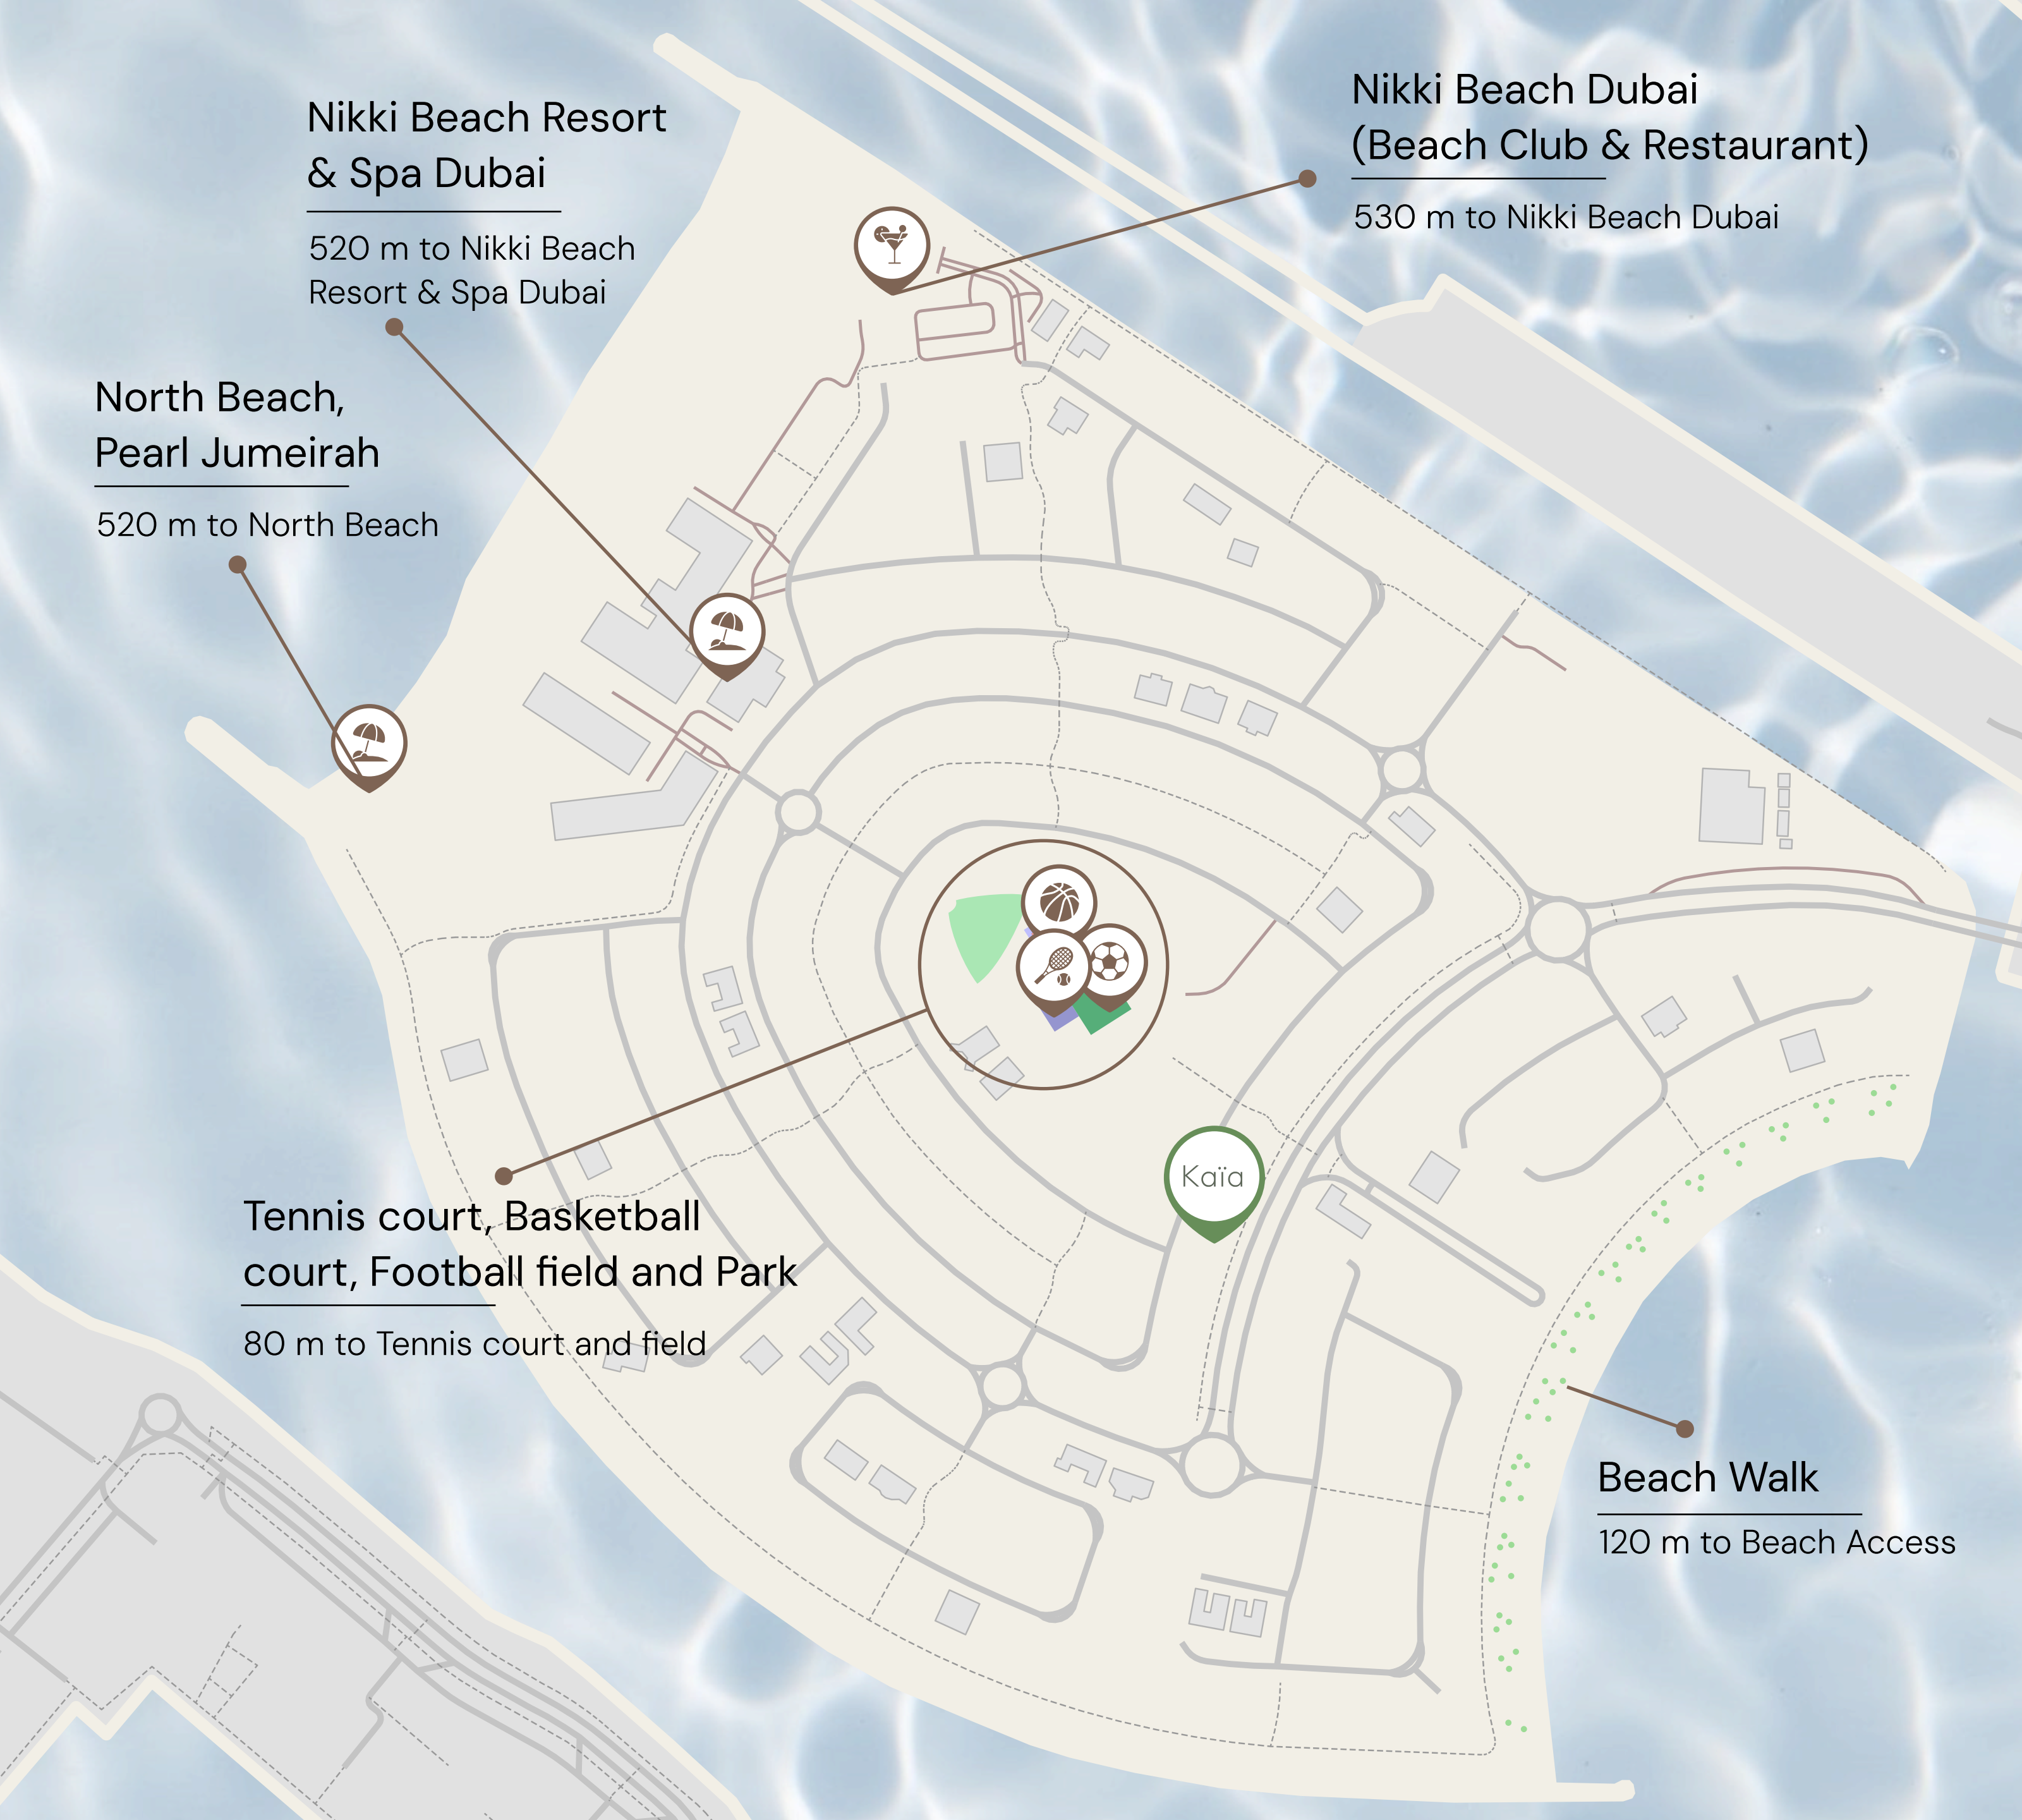 Nikki Beach Resort
& Spa Dubai
520 m to Nikki Beach
Resort & Spa Dubai
Nikki Beach Dubai
(Beach Club & Restaurant)
530 m to Nikki Beach Dubai
North Beach,
Pearl Jumeirah
520 m to North Beach
Kaïa
Tennis court, Basketball
court, Football field and Park
80 m to Tennis court and field
Beach Walk
120 m to Beach Access